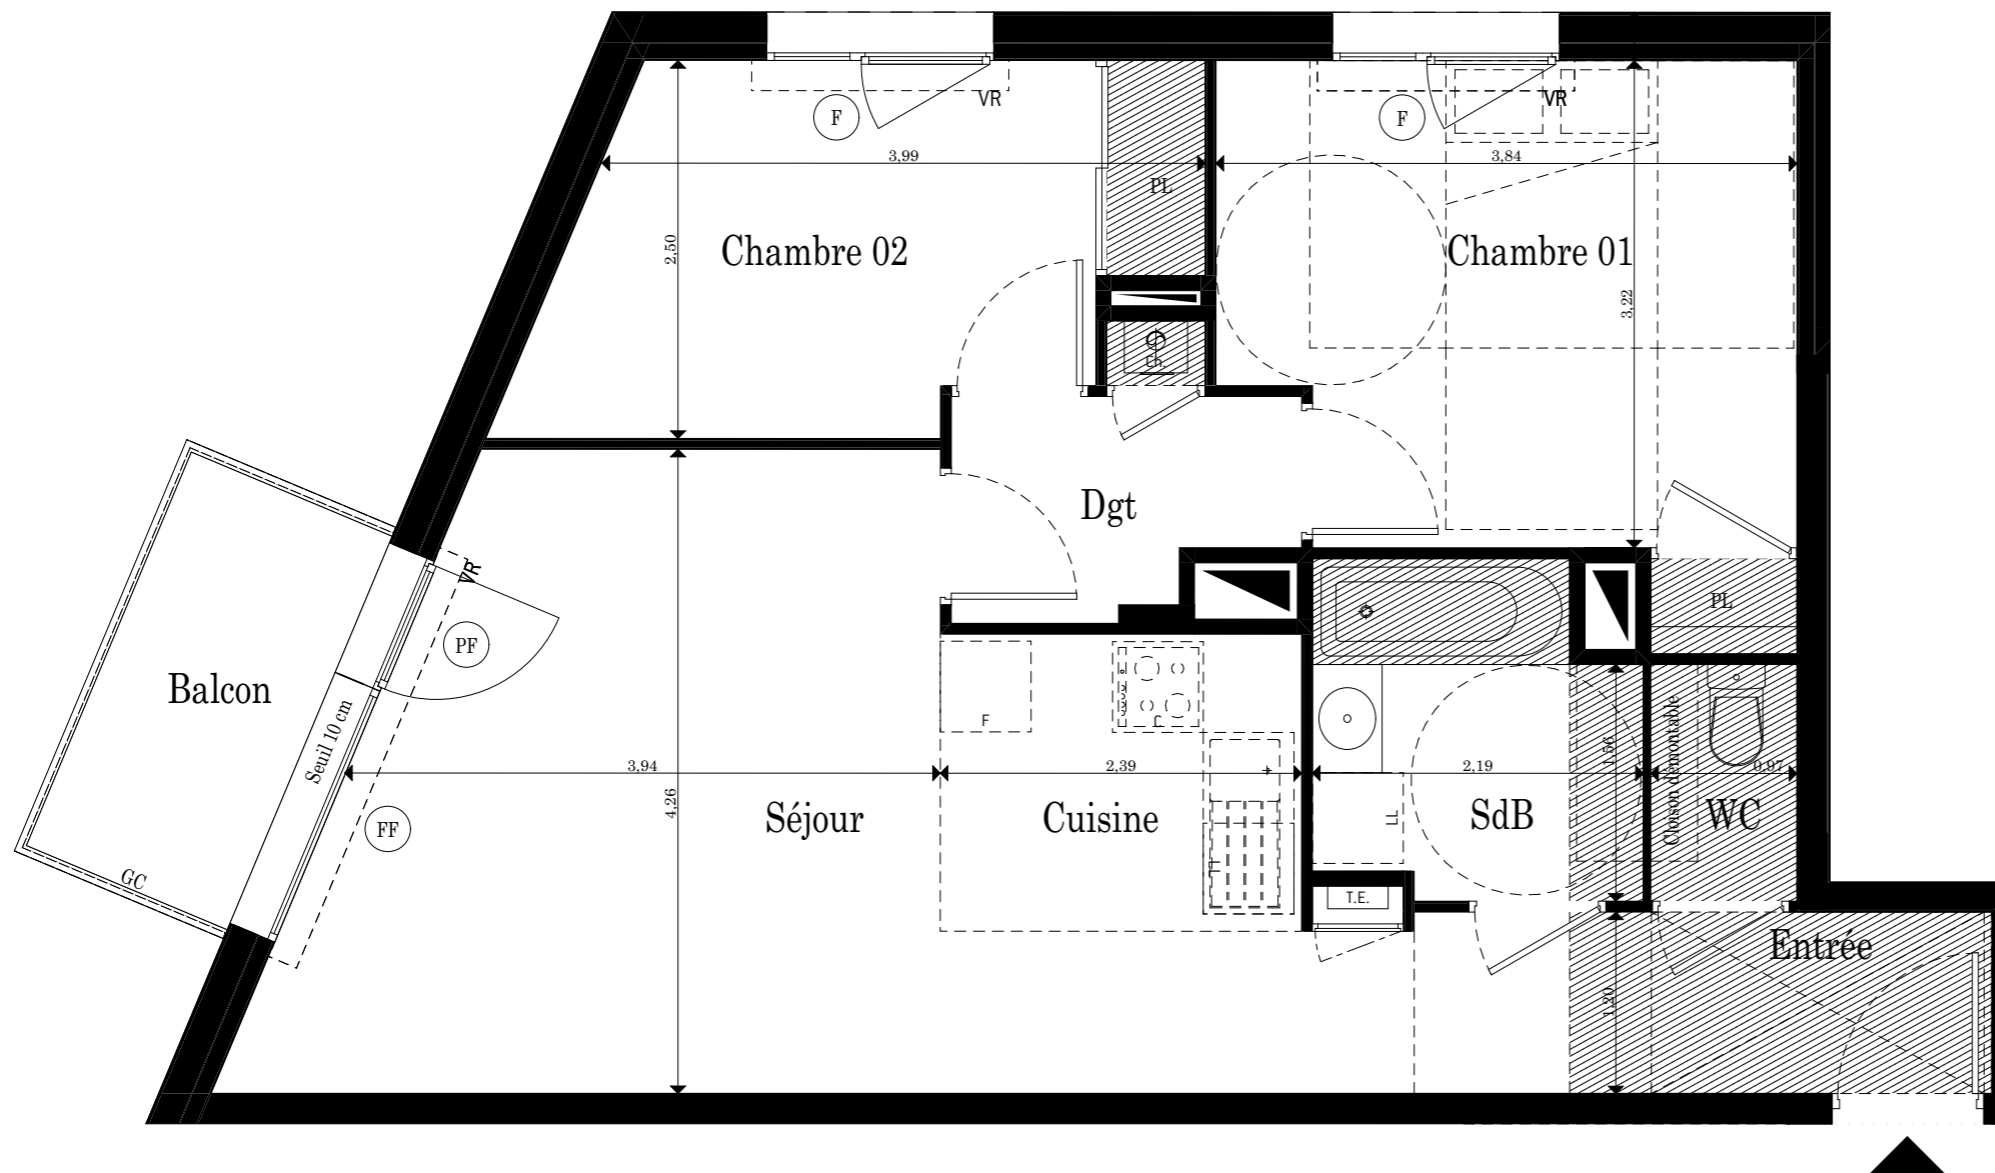 VR
VR
F
F
3,99
3,84
PL
2,50
Chambre 02
Chambre 01
3,22
Ch.
Dgt
VR
PF
PL
Balcon
Seuil 10 cm
F
C
Cloison démontable
1,56
3,94
2,39
2,19
0,97
4,26
Séjour
Cuisine
LL
SdB
WC
FF
LL
GC
T.E.
Entrée
1,20